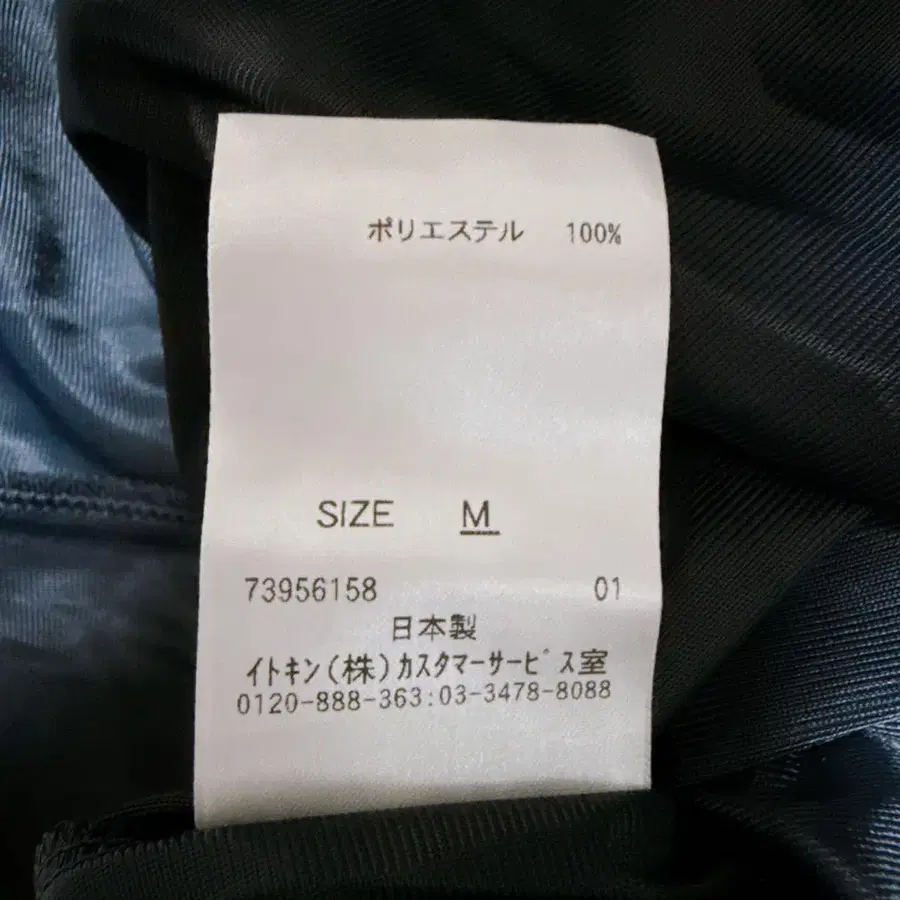 ポリエステル 100%
SIZE M
73956158 01
日本製
イトキン(株)カスタマーサービス室
0120-888-363:03-3478-8088